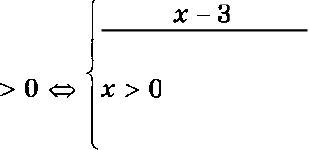 x – 3
> 0 ⇔ { x > 0